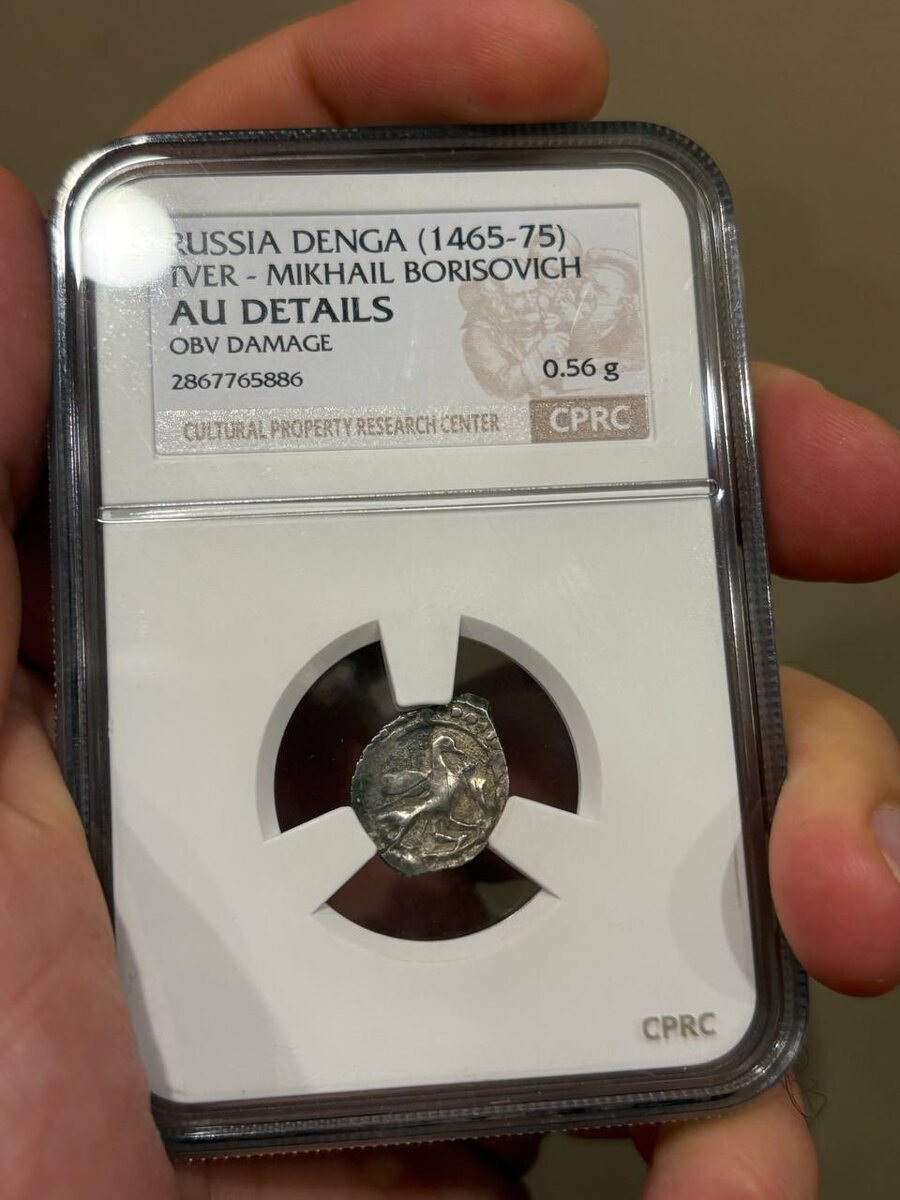 RUSSIA DENGA (1465-75)
TVER - MIKHAIL BORISOVICH
AU DETAILS
OBV DAMAGE
2867765886
0.56 g
CULTURAL PROPERTY RESEARCH CENTER
CPRC
CPRC